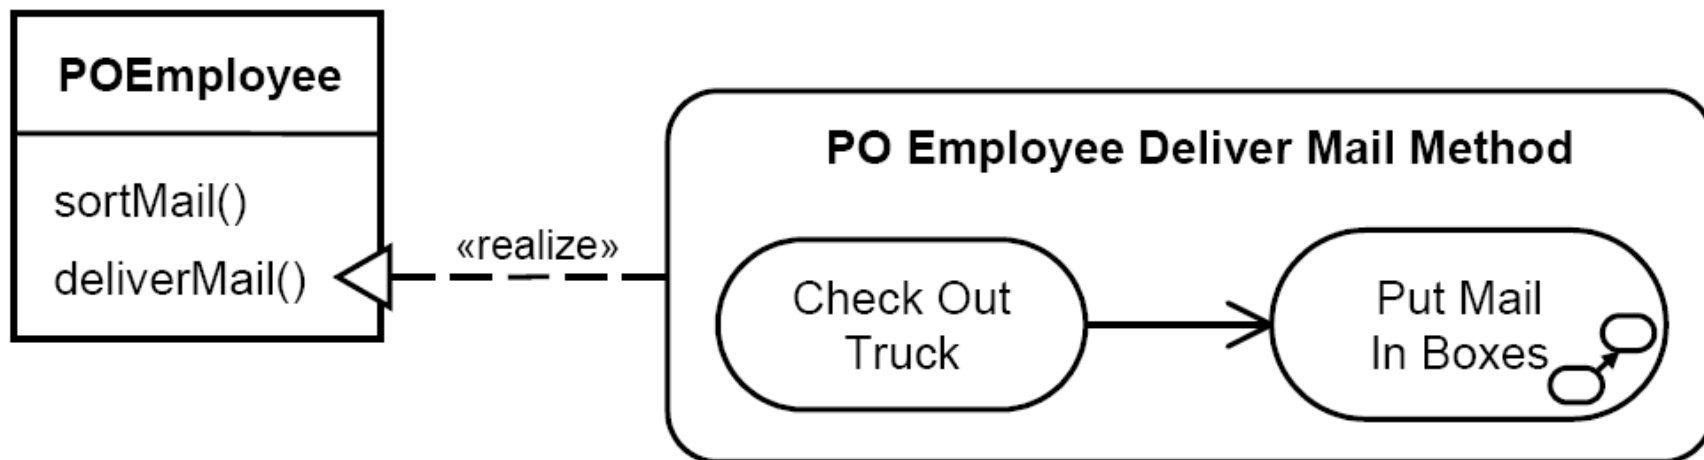 POEmployee
sortMail()
deliverMail()
«realize»
PO Employee Deliver Mail Method
Check Out
Truck
Put Mail
In Boxes